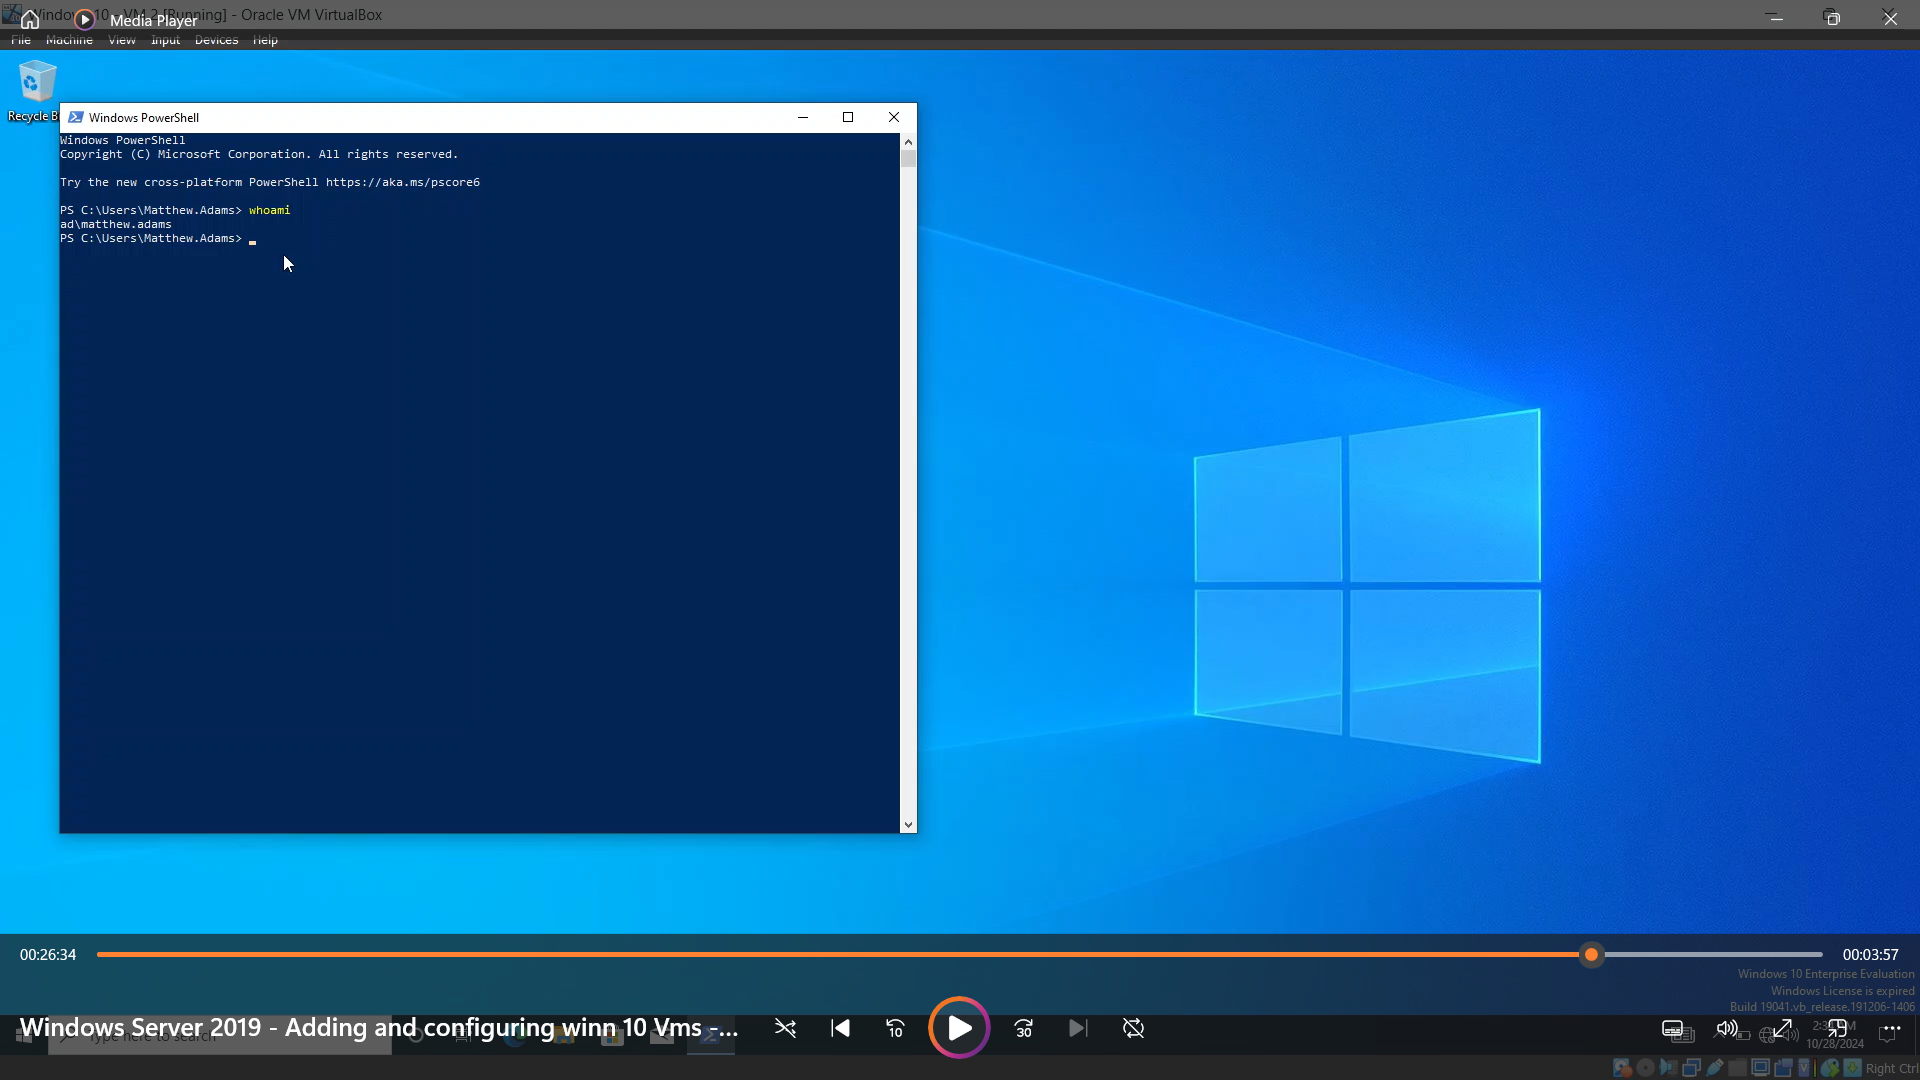 Windows 10 - VM 2 [Running] - Oracle VM VirtualBox
Media Player
File Machine View Input Devices Help
Recycle B
Windows PowerShell
Windows PowerShell
Copyright (C) Microsoft Corporation. All rights reserved.
Try the new cross-platform PowerShell https://aka.ms/pscore6
PS C:\Users\Matthew.Adams> whoami
ad\matthew.adams
PS C:\Users\Matthew.Adams>
00:26:34
00:03:57
Windows 10 Enterprise Evaluation
Windows License is expired
Build 19041.vb_release.191206-1406
Windows Server 2019 - Adding and configuring winn 10 Vms -...
Type here to search
10
30
10/28/2024
Right Ctrl